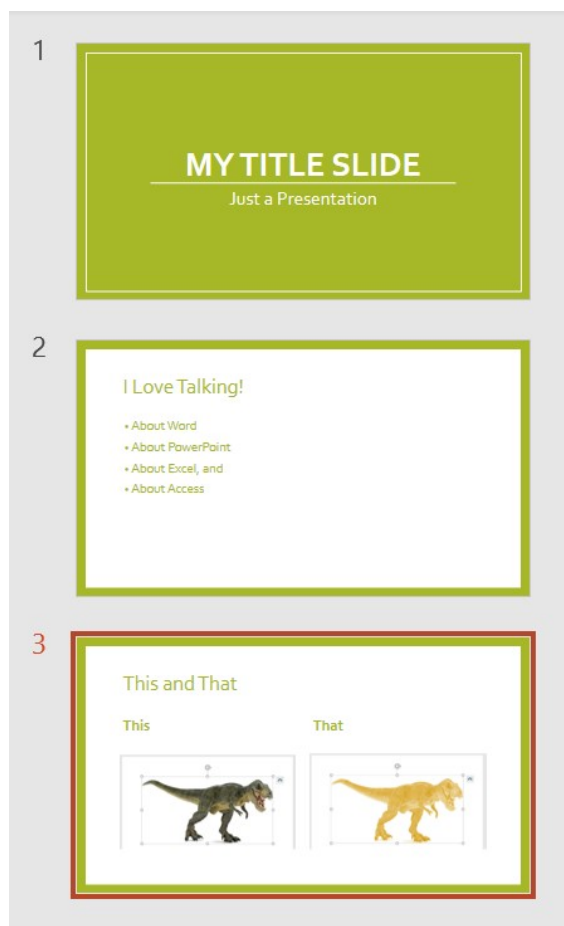 1
MY TITLE SLIDE
Just a Presentation
2
I Love Talking!
• About Word
• About PowerPoint
• About Excel, and
• About Access
3
This and That
This That